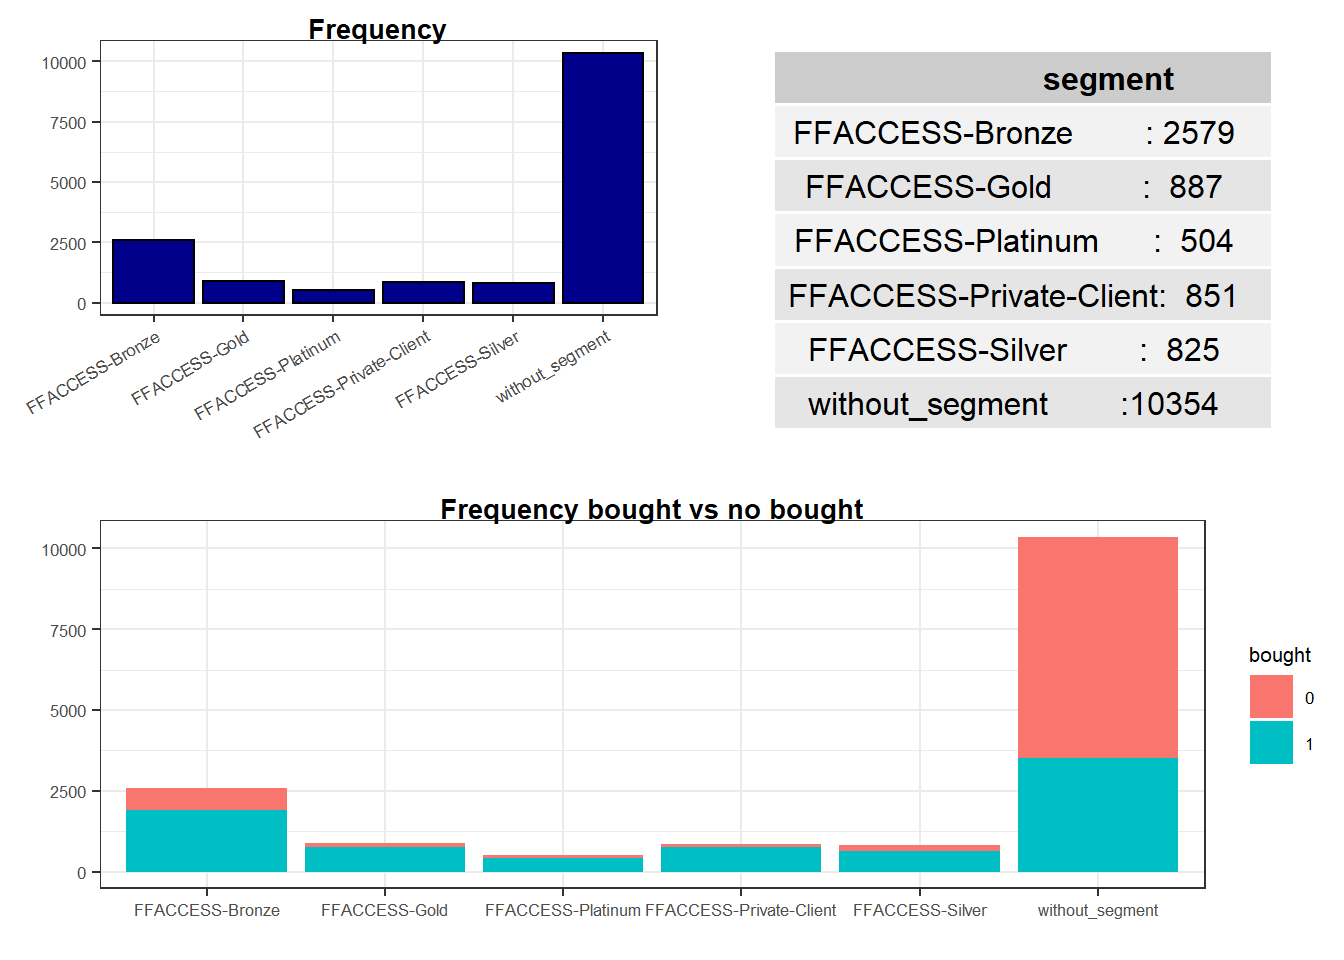 Frequency
10000
7500
5000
2500
0
FFACCESS-Bronze
FFACCESS-Gold
FFACCESS-Platinum
FFACCESS-Private-Client
FFACCESS-Silver
without_segment
segment
FFACCESS-Bronze : 2579
FFACCESS-Gold : 887
FFACCESS-Platinum : 504
FFACCESS-Private-Client: 851
FFACCESS-Silver : 825
without_segment :10354
Frequency bought vs no bought
10000
7500
5000
2500
0
FFACCESS-Bronze
FFACCESS-Gold
FFACCESS-Platinum
FFACCESS-Private-Client
FFACCESS-Silver
without_segment
bought
0
1